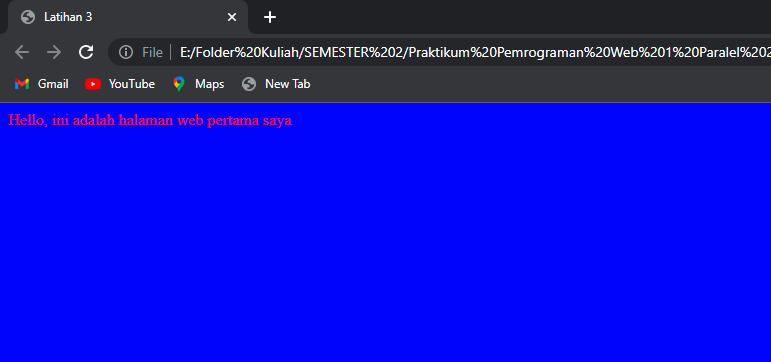 Latihan 3
File E:/Folder%20Kuliah/SEMESTER%202/Praktikum%20Pemrograman%20Web%201%20Paralel%202
Gmail YouTube Maps New Tab
Hello, ini adalah halaman web pertama saya